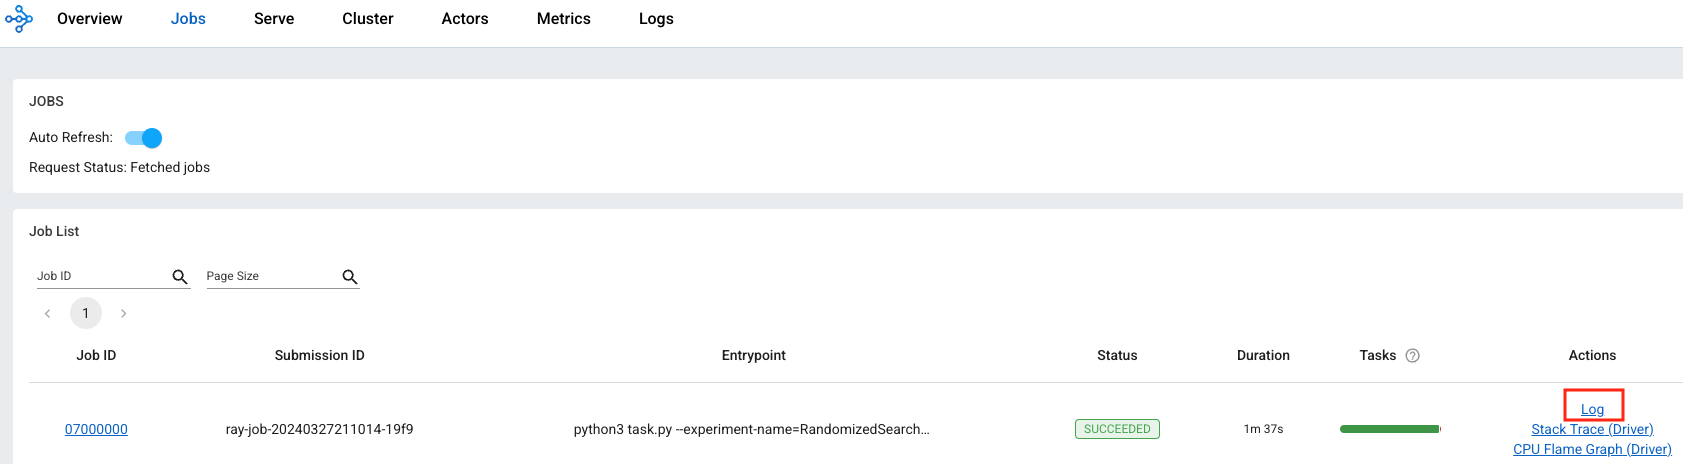 Overview Jobs Serve Cluster Actors Metrics Logs
JOBS
Auto Refresh:
Request Status: Fetched jobs
Job List
Job ID Page Size
1
Job ID Submission ID Entrypoint Status Duration Tasks ? Actions
Log
07000000 ray-job-20240327211014-19f9 python3 task.py --experiment-name=RandomizedSearch... SUCCEEDED 1m 37s Stack Trace (Driver)
CPU Flame Graph (Driver)